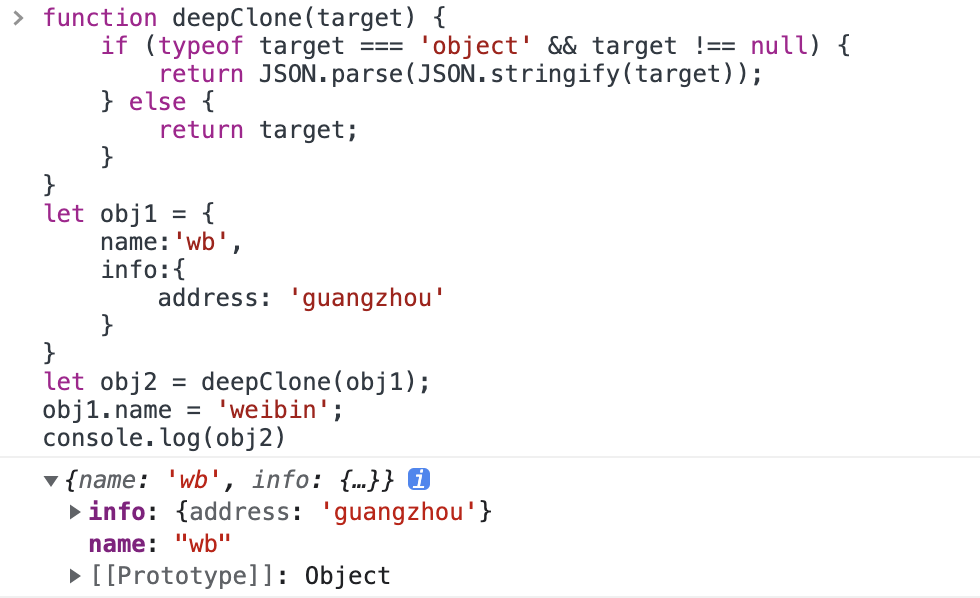 function deepClone(target) {
    if (typeof target === 'object' && target !== null) {
        return JSON.parse(JSON.stringify(target));
    } else {
        return target;
    }
}
let obj1 = {
    name:'wb',
    info:{
        address: 'guangzhou'
    }
}
let obj2 = deepClone(obj1);
obj1.name = 'weibin';
console.log(obj2)
{name: 'wb', info: {…}} i
info: {address: 'guangzhou'}
name: "wb"
[[Prototype]]: Object